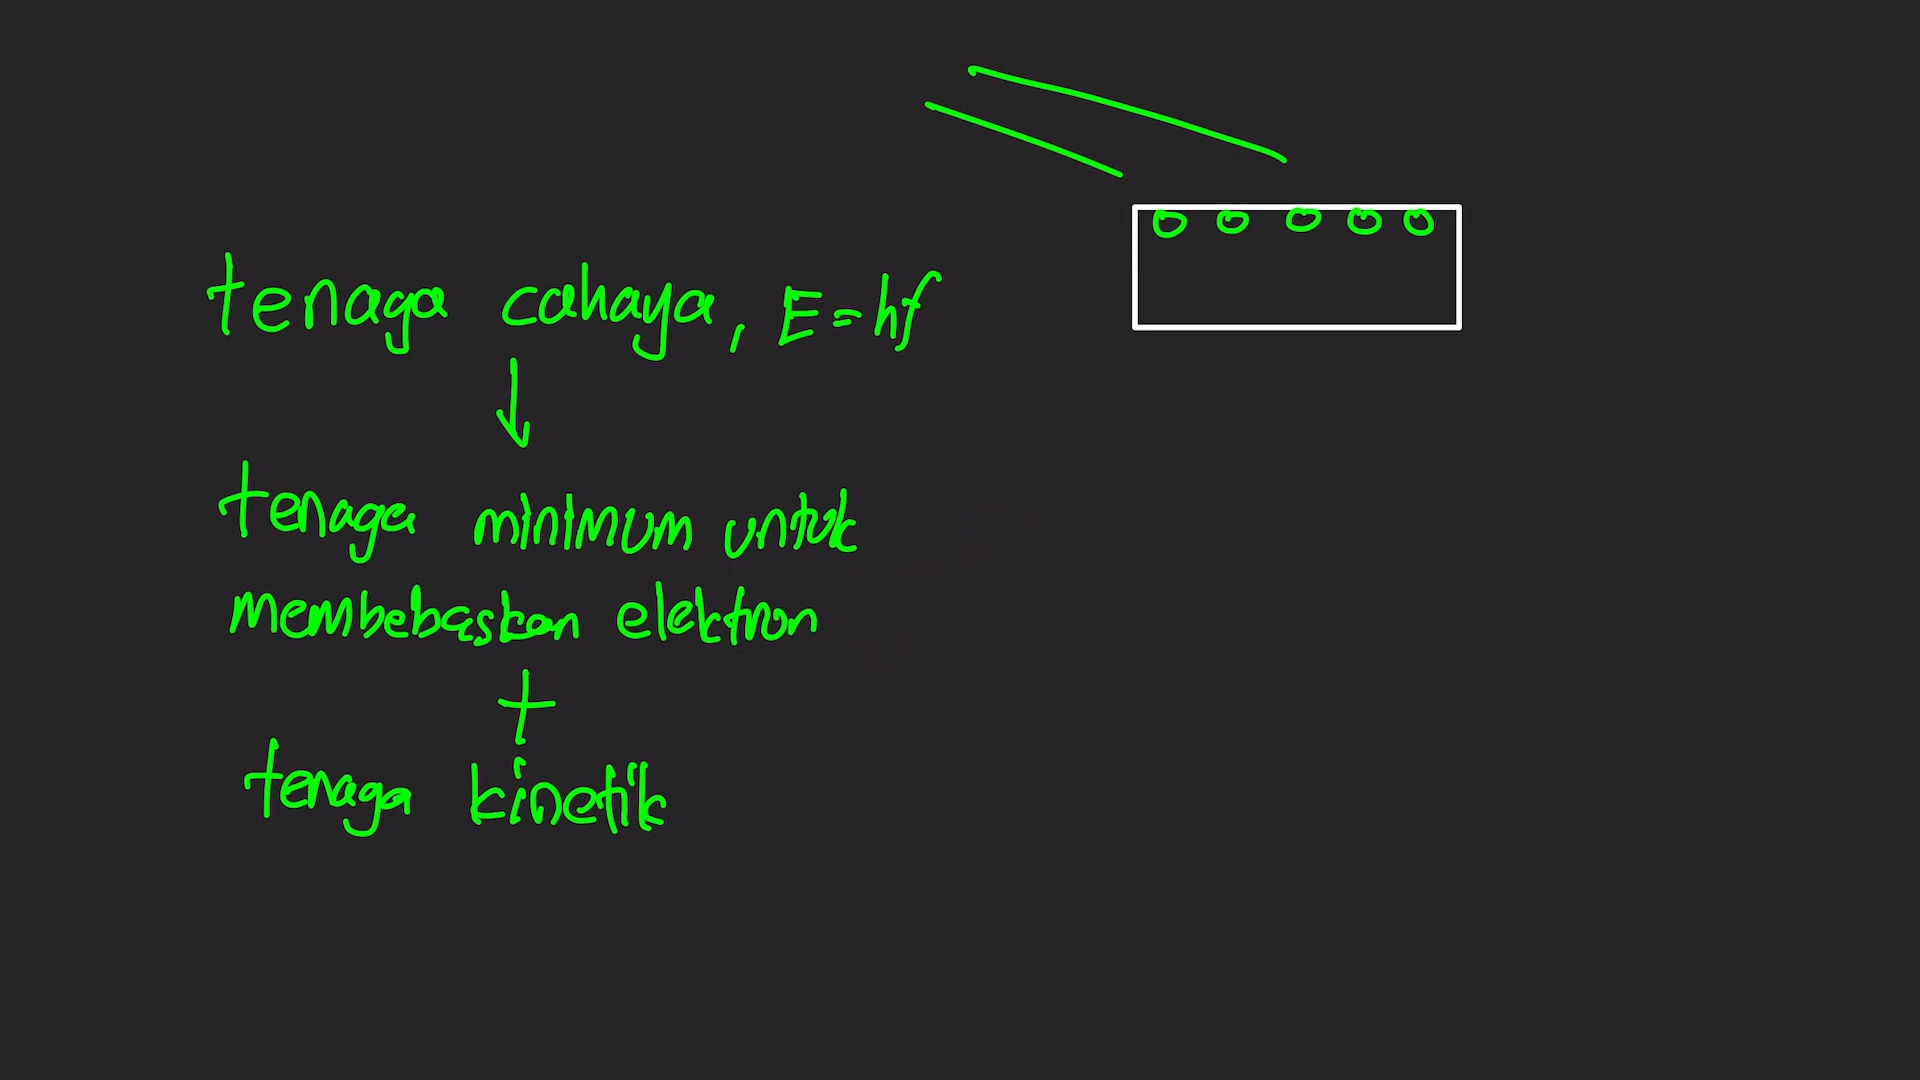 tenaga cahaya, E = hf
↓
tenaga minimum untuk
membebaskan elektron
+
tenaga kinetik